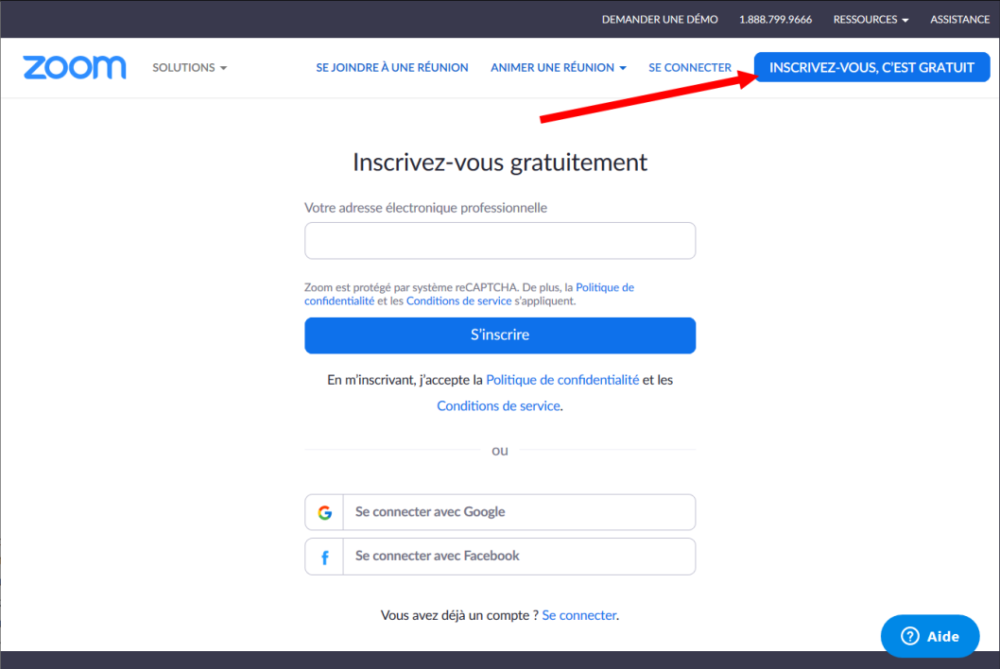 DEMANDER UNE DÉMO 1.888.799.9666 RESSOURCES ASSISTANCE
zoom SOLUTIONS SE JOINDRE À UNE RÉUNION ANIMER UNE RÉUNION SE CONNECTER INSCRIVEZ-VOUS, C'EST GRATUIT
Inscrivez-vous gratuitement
Votre adresse électronique professionnelle
Zoom est protégé par système reCAPTCHA. De plus, la Politique de
confidentialité et les Conditions de service s'appliquent.
S'inscrire
En m'inscrivant, j'accepte la Politique de confidentialité et les
Conditions de service.
ou
Se connecter avec Google
Se connecter avec Facebook
Vous avez déjà un compte ? Se connecter.
Aide